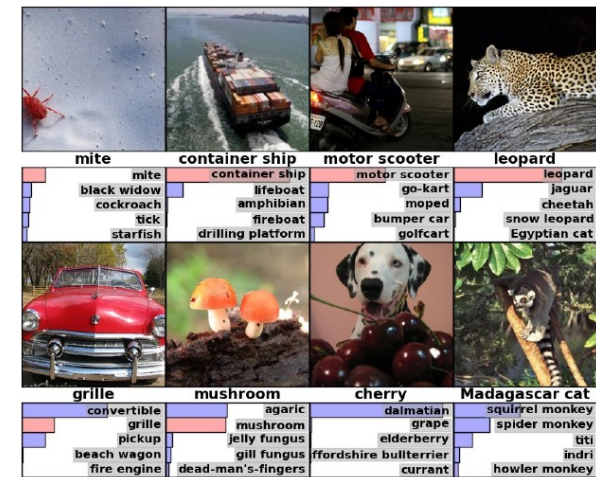 mite
container ship
motor scooter
leopard
mite
black widow
cockroach
tick
starfish
container ship
lifeboat
amphibian
fireboat
drilling platform
motor scooter
go-kart
moped
bumper car
golfcart
leopard
jaguar
cheetah
snow leopard
Egyptian cat
grille
mushroom
cherry
Madagascar cat
convertible
grille
pickup
beach wagon
fire engine
agaric
mushroom
jelly fungus
gill fungus
dead-man's-fingers
dalmatian
grape
elderberry
ffordshire bullterrier
currant
squirrel monkey
spider monkey
titi
indri
howler monkey